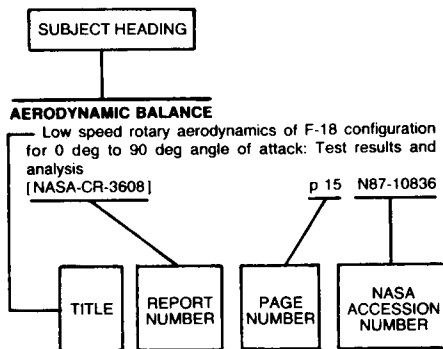 SUBJECT HEADING
AERODYNAMIC BALANCE
Low speed rotary aerodynamics of F-18 configuration
for 0 deg to 90 deg angle of attack: Test results and
analysis
[NASA-CR-3608] p 15 N87-10836
TITLE
REPORT
NUMBER
PAGE
NUMBER
NASA
ACCESSION
NUMBER